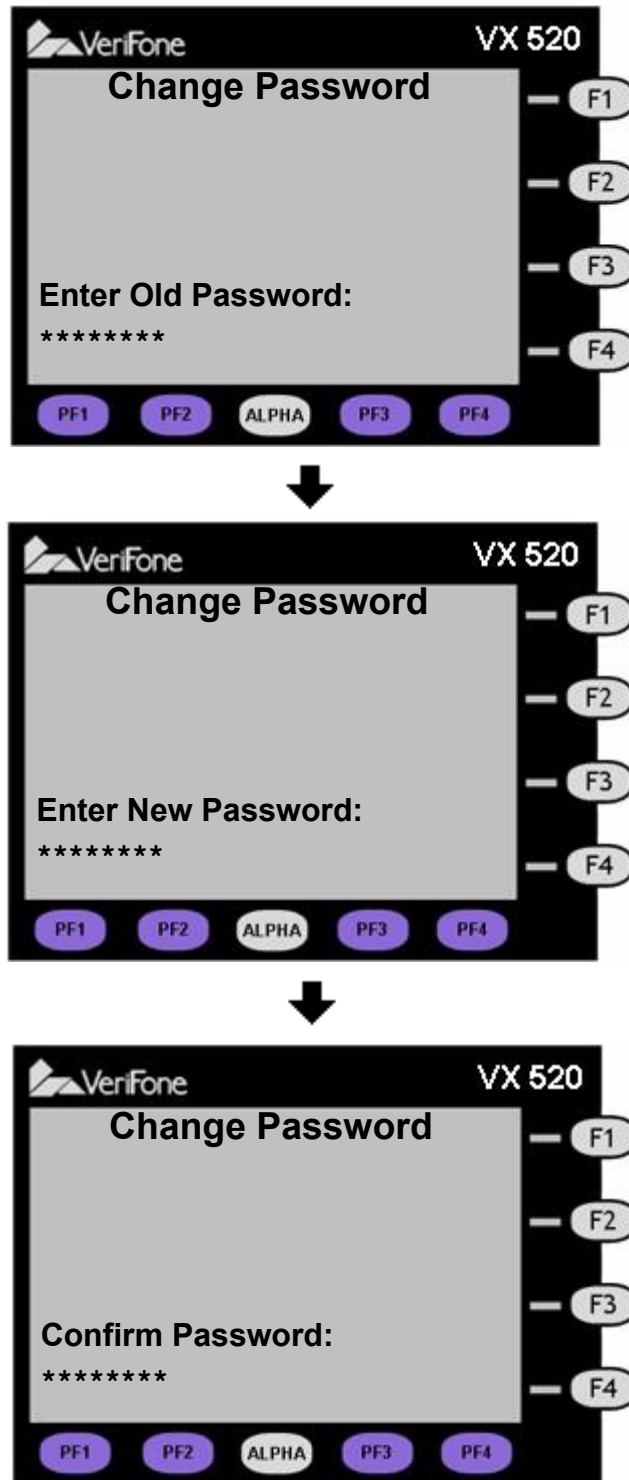 VeriFone VX 520
Change Password
F1
F2
F3
Enter Old Password:
********
F4
PF1 PF2 ALPHA PF3 PF4
VeriFone VX 520
Change Password
F1
F2
F3
Enter New Password:
********
F4
PF1 PF2 ALPHA PF3 PF4
VeriFone VX 520
Change Password
F1
F2
F3
Confirm Password:
********
F4
PF1 PF2 ALPHA PF3 PF4